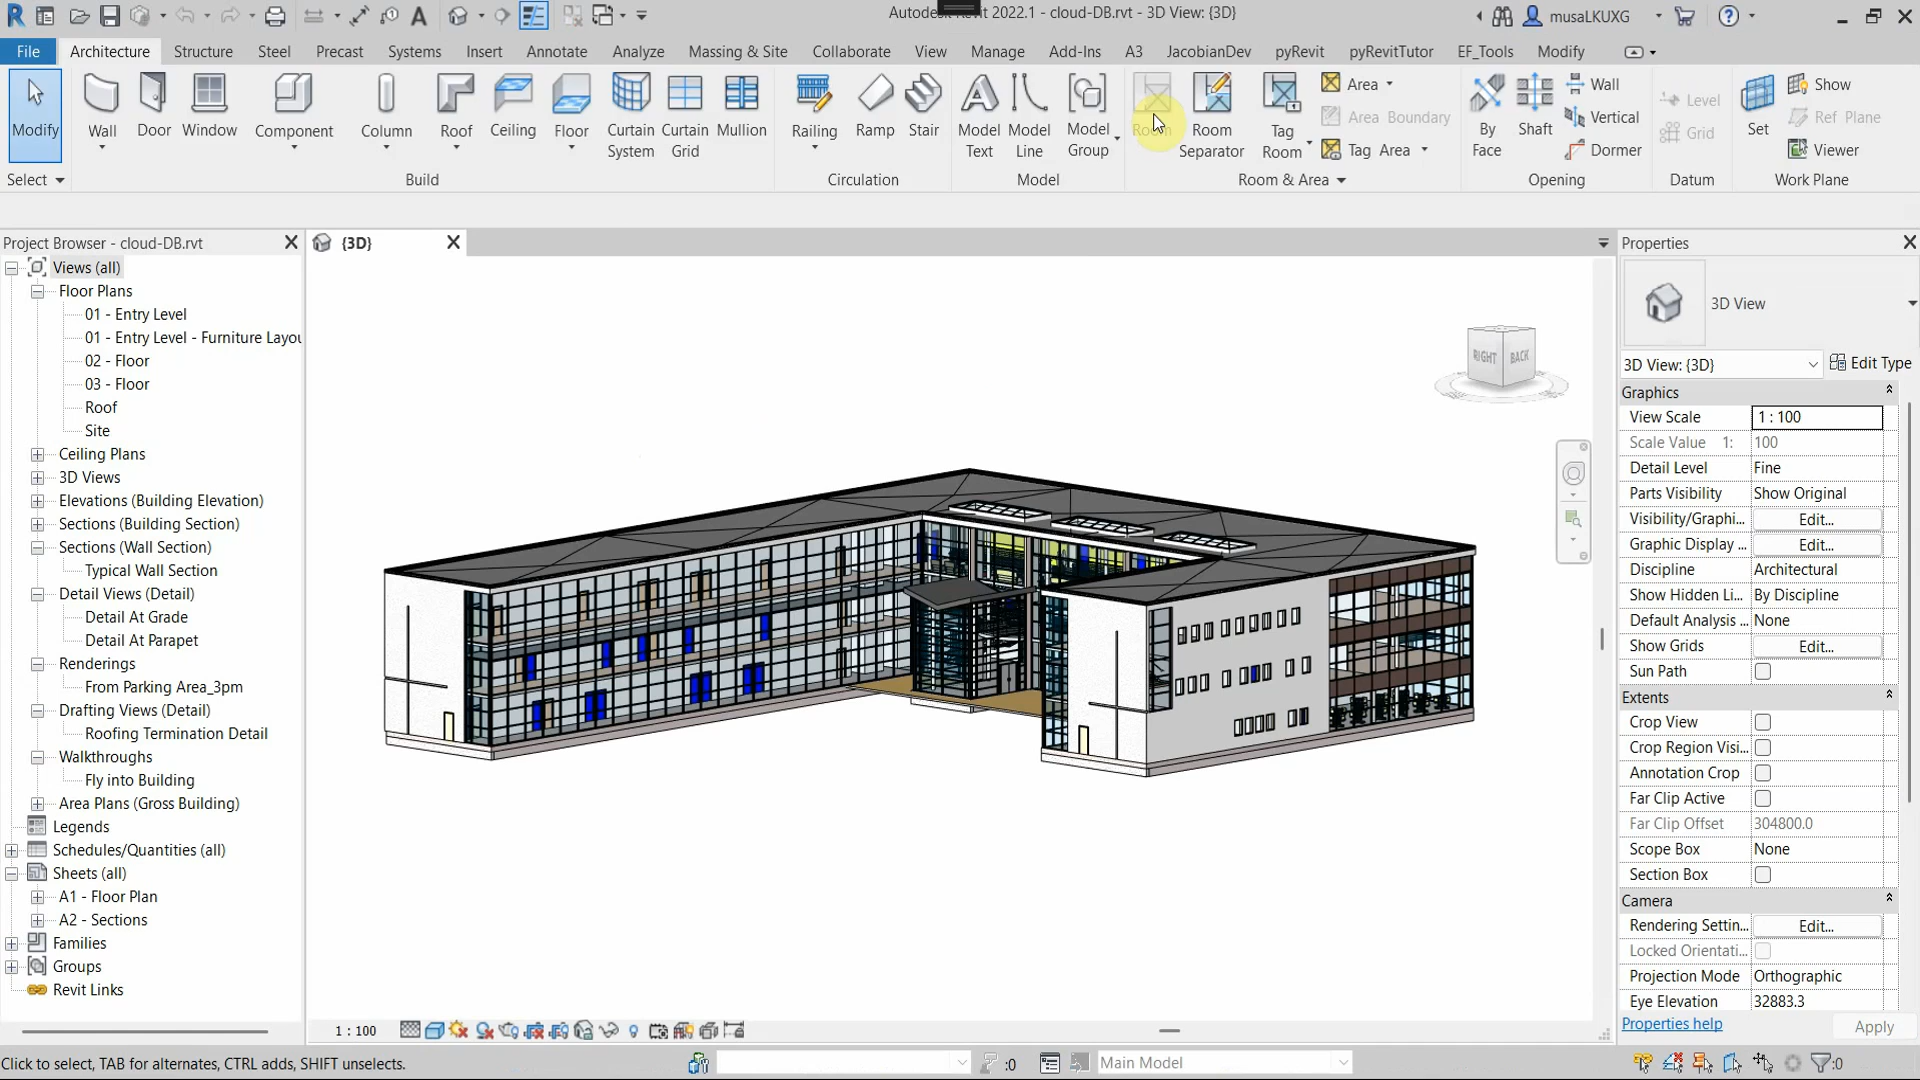 Autodesk Revit 2022.1 - cloud-DB.rvt - 3D View: {3D}
musaLKUXG
File Architecture Structure Steel Precast Systems Insert Annotate Analyze Massing & Site Collaborate View Manage Add-Ins A3 JacobianDev pyRevit pyRevitTutor EF_Tools Modify
Modify
Wall
Door
Window
Component
Column
Roof
Ceiling
Floor
Curtain System
Curtain Grid
Mullion
Railing
Ramp
Stair
Model Text
Model Line
Model Group
Room
Room Separator
Tag Room
Area
Area Boundary
Tag Area
By Face
Shaft
Wall
Vertical
Dormer
Level
Grid
Set
Show
Ref Plane
Viewer
Select
Build
Circulation
Model
Room & Area
Opening
Datum
Work Plane
Project Browser - cloud-DB.rvt
Views (all)
Floor Plans
01 - Entry Level
01 - Entry Level - Furniture Layou
02 - Floor
03 - Floor
Roof
Site
Ceiling Plans
3D Views
Elevations (Building Elevation)
Sections (Building Section)
Sections (Wall Section)
Typical Wall Section
Detail Views (Detail)
Detail At Grade
Detail At Parapet
Renderings
From Parking Area_3pm
Drafting Views (Detail)
Roofing Termination Detail
Walkthroughs
Fly into Building
Area Plans (Gross Building)
Legends
Schedules/Quantities (all)
Sheets (all)
A1 - Floor Plan
A2 - Sections
Families
Groups
Revit Links
{3D}
RIGHT BACK
1 : 100
Properties
3D View
3D View: {3D}
Edit Type
Graphics
View Scale 1 : 100
Scale Value 1: 100
Detail Level Fine
Parts Visibility Show Original
Visibility/Graphi... Edit...
Graphic Display ... Edit...
Discipline Architectural
Show Hidden Li... By Discipline
Default Analysis ... None
Show Grids Edit...
Sun Path
Extents
Crop View
Crop Region Visi...
Annotation Crop
Far Clip Active
Far Clip Offset 304800.0
Scope Box None
Section Box
Camera
Rendering Settin... Edit...
Locked Orientati...
Projection Mode Orthographic
Eye Elevation 32883.3
Properties help
Apply
Click to select, TAB for alternates, CTRL adds, SHIFT unselects.
:0
Main Model
:0